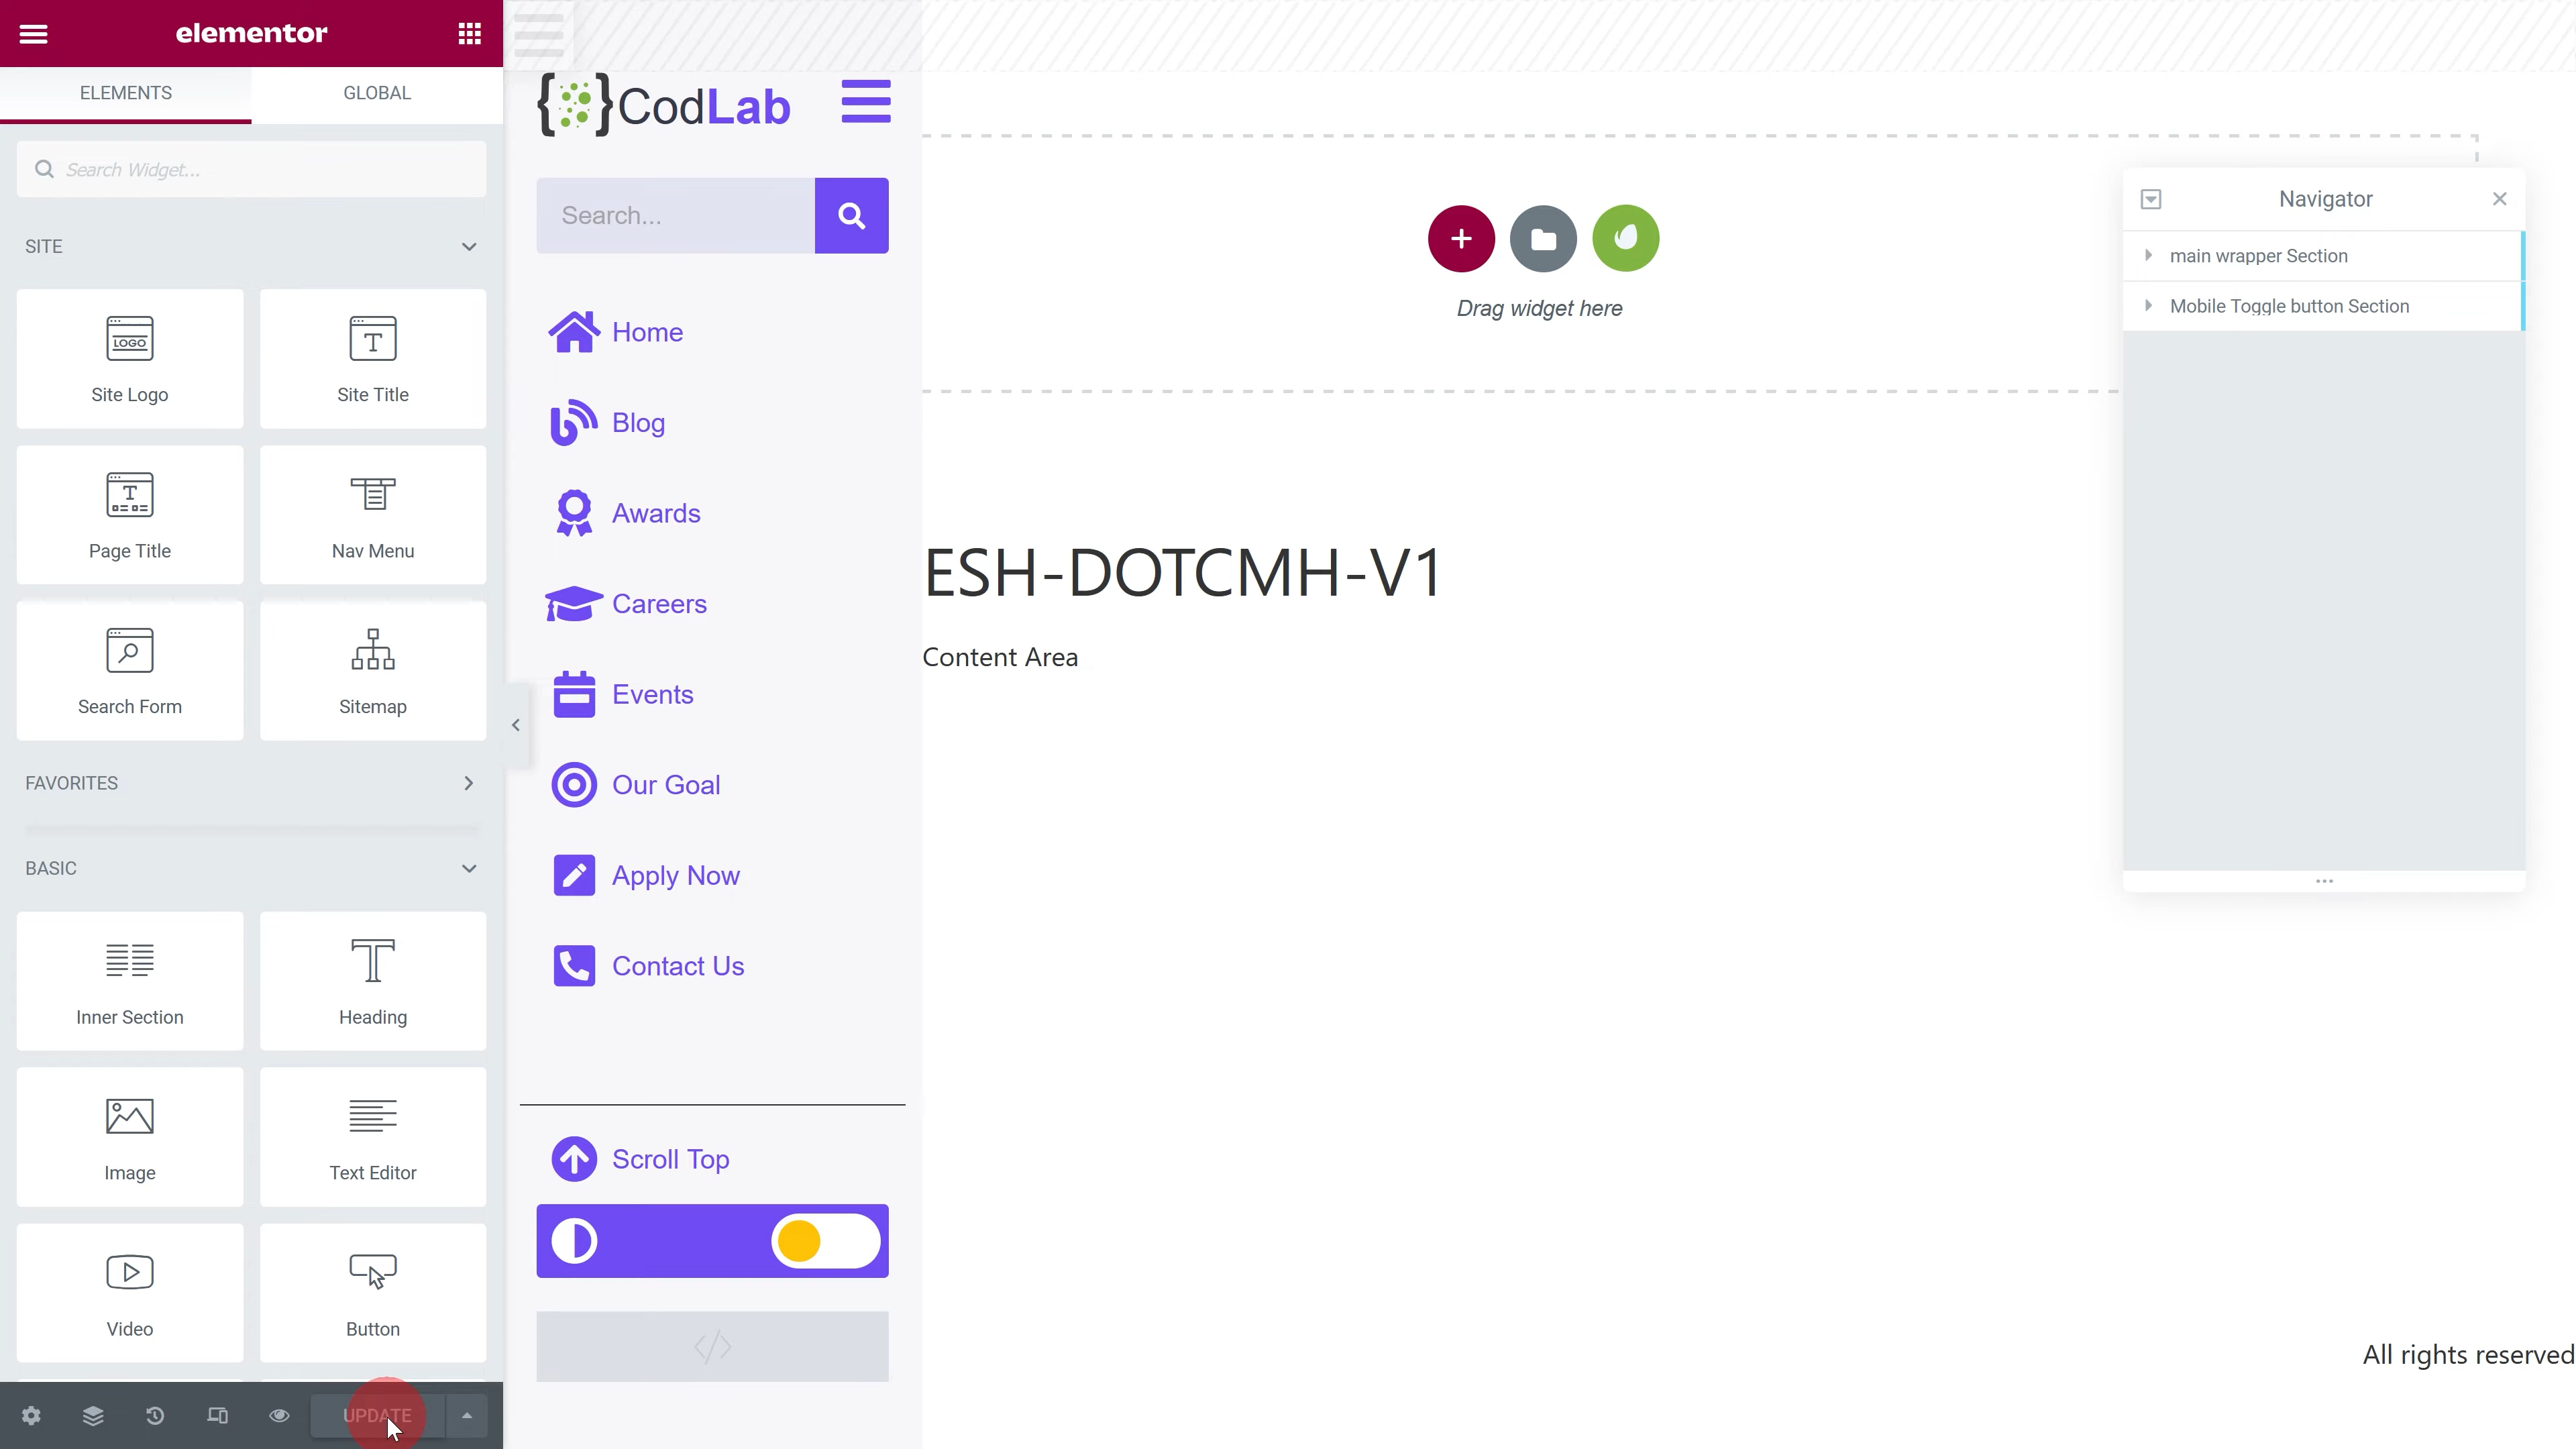 elementor
ELEMENTS
GLOBAL
Search Widget...
SITE
LOGO
Site Logo
Site Title
Page Title
Nav Menu
Search Form
Sitemap
FAVORITES
BASIC
Inner Section
Heading
Image
Text Editor
Video
Button
UPDATE
CodLab
Search...
Home
Blog
Awards
Careers
Events
Our Goal
Apply Now
Contact Us
Scroll Top
Drag widget here
ESH-DOTCMH-V1
Content Area
All rights reserved
Navigator
main wrapper Section
Mobile Toggle button Section